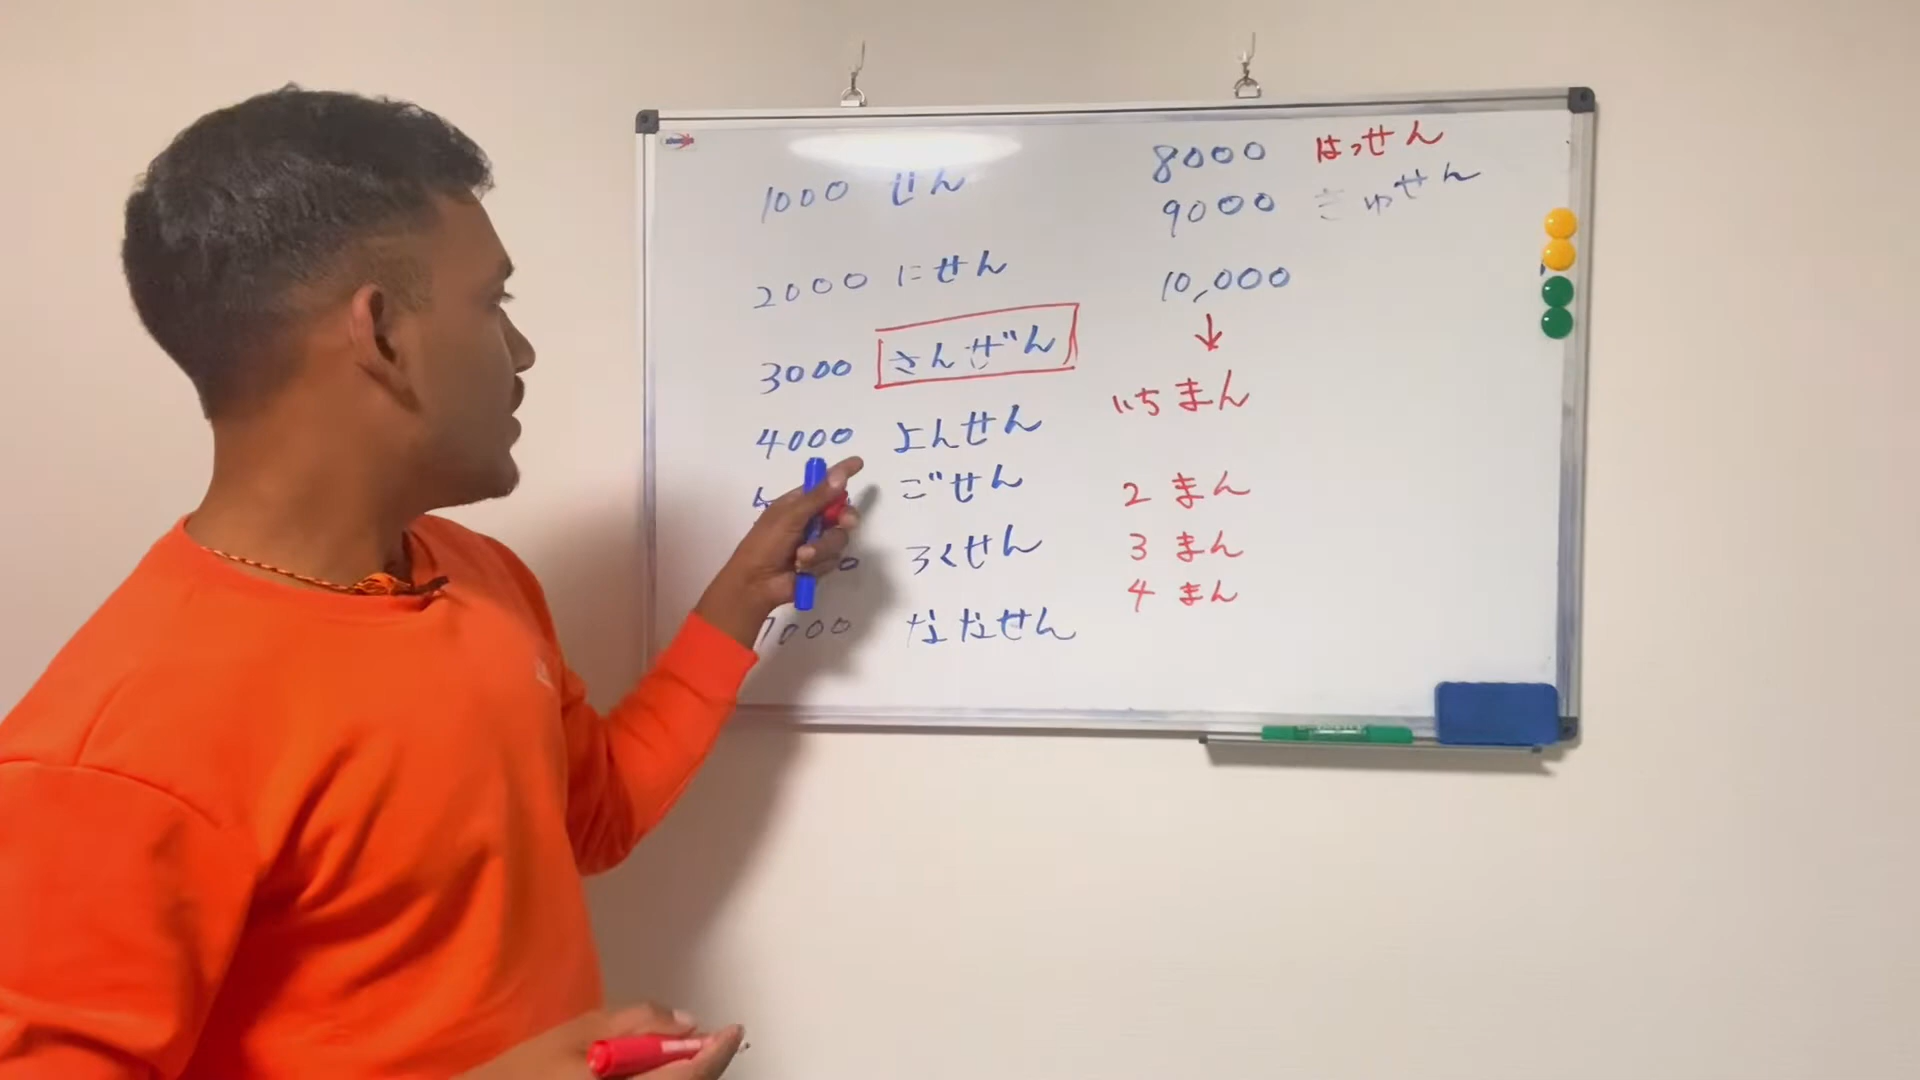 1000 せん
2000 にせん
3000 さんぜん
4000 よんせん
ごせん
ろくせん
7000 ななせん
8000 はっせん
9000 きゅせん
10,000
↓
いちまん
2 まん
3 まん
4 まん